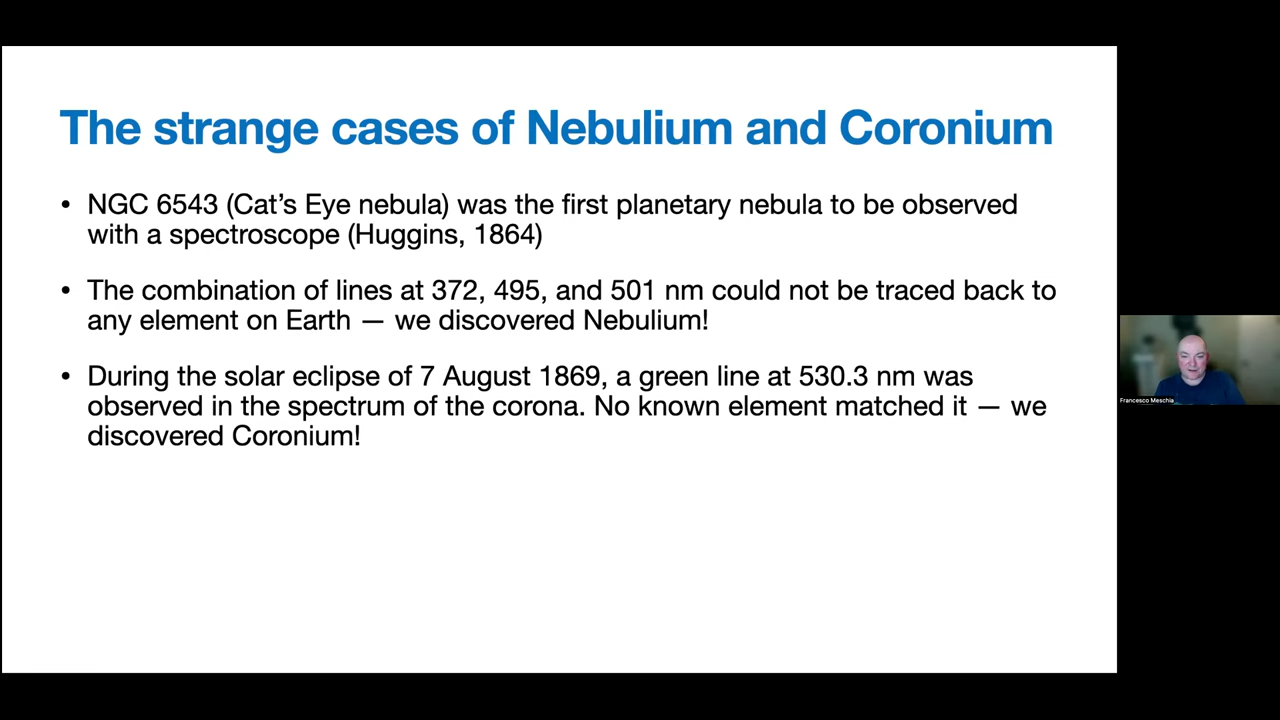 The strange cases of Nebulium and Coronium
• NGC 6543 (Cat’s Eye nebula) was the first planetary nebula to be observed
with a spectroscope (Huggins, 1864)
• The combination of lines at 372, 495, and 501 nm could not be traced back to
any element on Earth — we discovered Nebulium!
• During the solar eclipse of 7 August 1869, a green line at 530.3 nm was
observed in the spectrum of the corona. No known element matched it — we
discovered Coronium!
Francesco Meschia